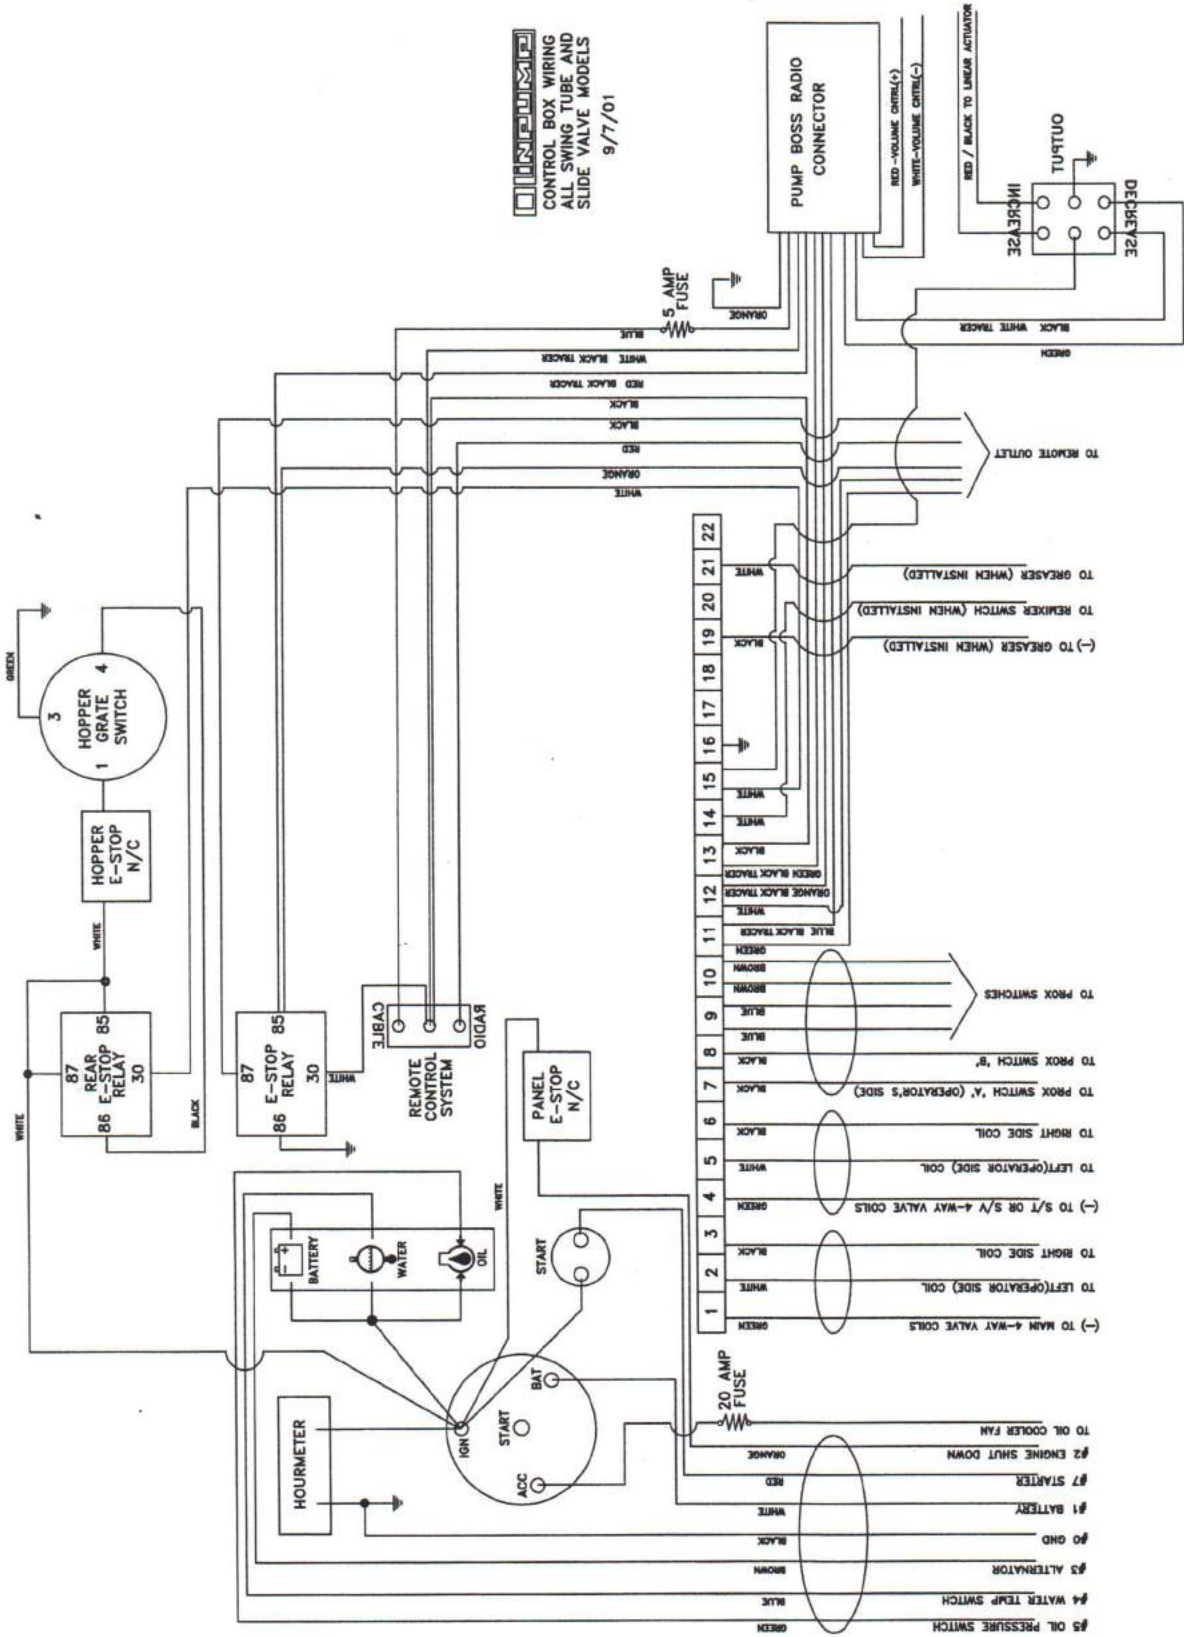 INPUMP
CONTROL BOX WIRING
ALL SWING TUBE AND
SLIDE VALVE MODELS
9/7/01
PUMP BOSS RADIO
CONNECTOR
RED -VOLUME CNTRL(+)
WHITE-VOLUME CNTRL(-)
RED / BLACK TO LINEAR ACTUATOR
OUTPUT
INCREASE
DECREASE
5 AMP
FUSE
ORANGE
BLUE
WHITE BLACK TRACER
RED BLACK TRACER
BLACK
BLACK
RED
ORANGE
WHITE
BLACK WHITE TRACER
GREEN
TO REMOTE OUTLET
GREEN
3
HOPPER
GRATE
SWITCH
4
1
HOPPER
E-STOP
N/C
WHITE
87
85
REAR
E-STOP
RELAY
86
30
WHITE
BLACK
87
85
E-STOP
RELAY
86
30
WHITE
CABLE
RADIO
REMOTE
CONTROL
SYSTEM
PANEL
E-STOP
N/C
WHITE
BATTERY
WATER
OIL
START
HOURMETER
IGN
START
BAT
ACC
20 AMP
FUSE
1
2
3
4
5
6
7
8
9
10
11
12
13
14
15
16
17
18
19
20
21
22
WHITE
TO GREASER (WHEN INSTALLED)
TO REMIXER SWITCH (WHEN INSTALLED)
BLACK
(-) TO GREASER (WHEN INSTALLED)
WHITE
WHITE
BLACK
GREEN BLACK TRACER
ORANGE BLACK TRACER
WHITE
BLUE BLACK TRACER
GREEN
BROWN
BROWN
BLUE
BLUE
TO PROX SWITCHES
BLACK
TO PROX SWITCH 'B'
BLACK
TO PROX SWITCH 'A' (OPERATOR'S SIDE)
BLACK
TO RIGHT SIDE COIL
WHITE
TO LEFT(OPERATOR SIDE) COIL
GREEN
(-) TO S/T OR S/V 4-WAY VALVE COILS
BLACK
TO RIGHT SIDE COIL
WHITE
TO LEFT(OPERATOR SIDE) COIL
GREEN
(-) TO MAIN 4-WAY VALVE COILS
TO OIL COOLER FAN
ORANGE
#2 ENGINE SHUT DOWN
RED
#7 STARTER
WHITE
#1 BATTERY
BLACK
#0 GND
BROWN
#3 ALTERNATOR
BLUE
#4 WATER TEMP SWITCH
GREEN
#5 OIL PRESSURE SWITCH